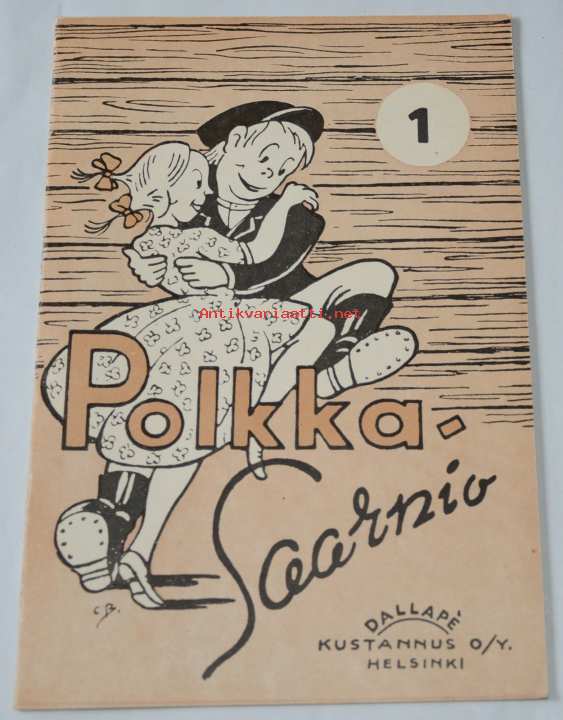 1
Antikvariaatti.net
Polkka-
Saarnio
C.B.
DALLAPÉ
KUSTANNUS O/Y.
HELSINKI